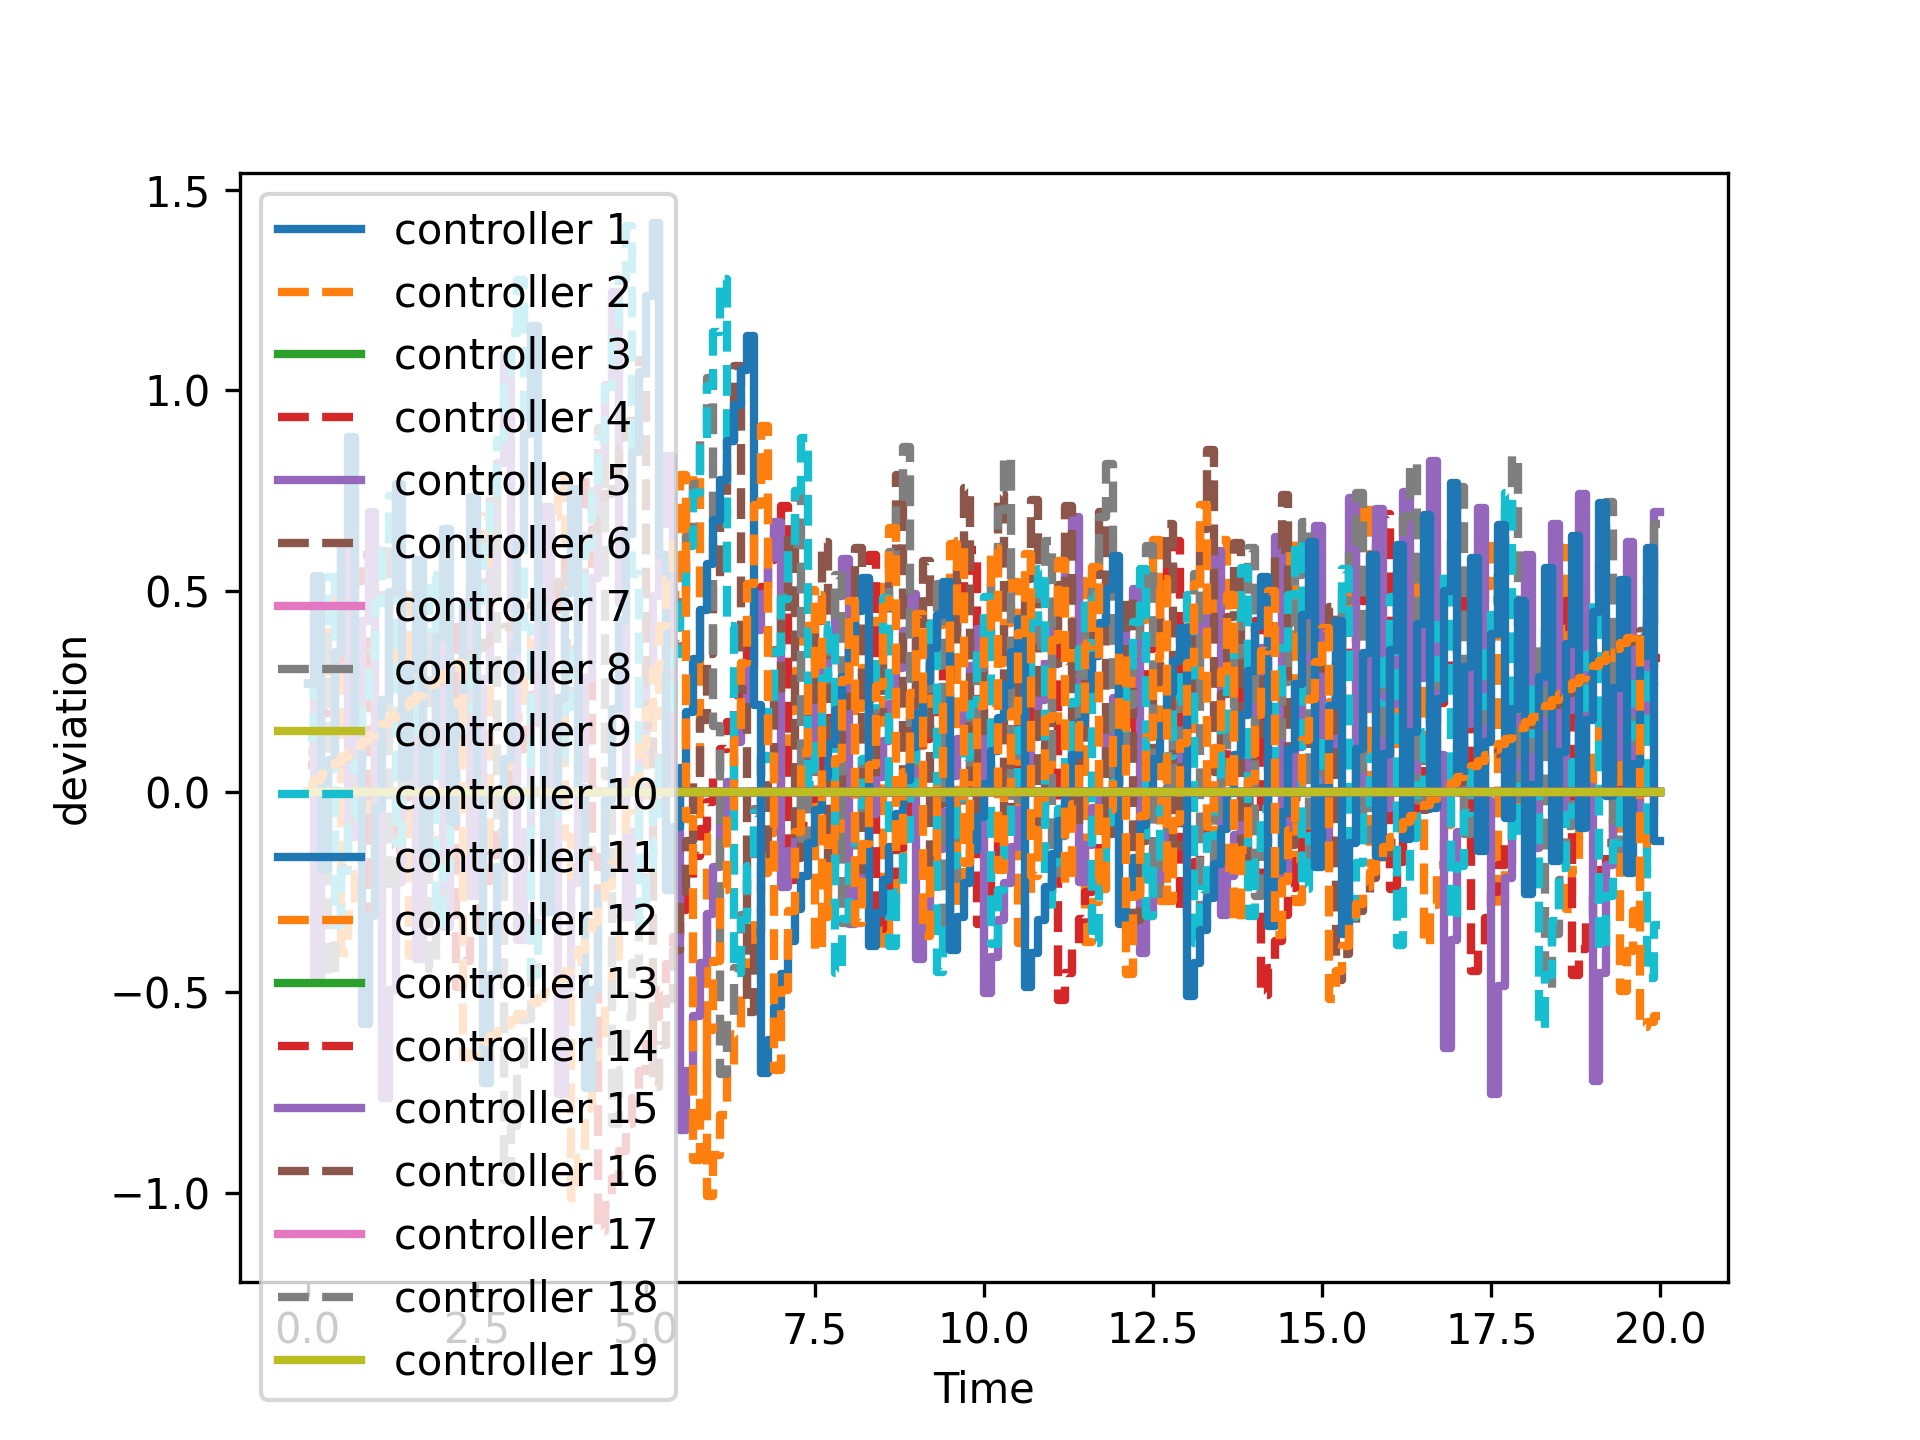 1.5
1.0
0.5
0.0
−0.5
−1.0
deviation
controller 1
controller 2
controller 3
controller 4
controller 5
controller 6
controller 7
controller 8
controller 9
controller 10
controller 11
controller 12
controller 13
controller 14
controller 15
controller 16
controller 17
controller 18
controller 19
0.0 2.5 5.0 7.5 10.0 12.5 15.0 17.5 20.0
Time